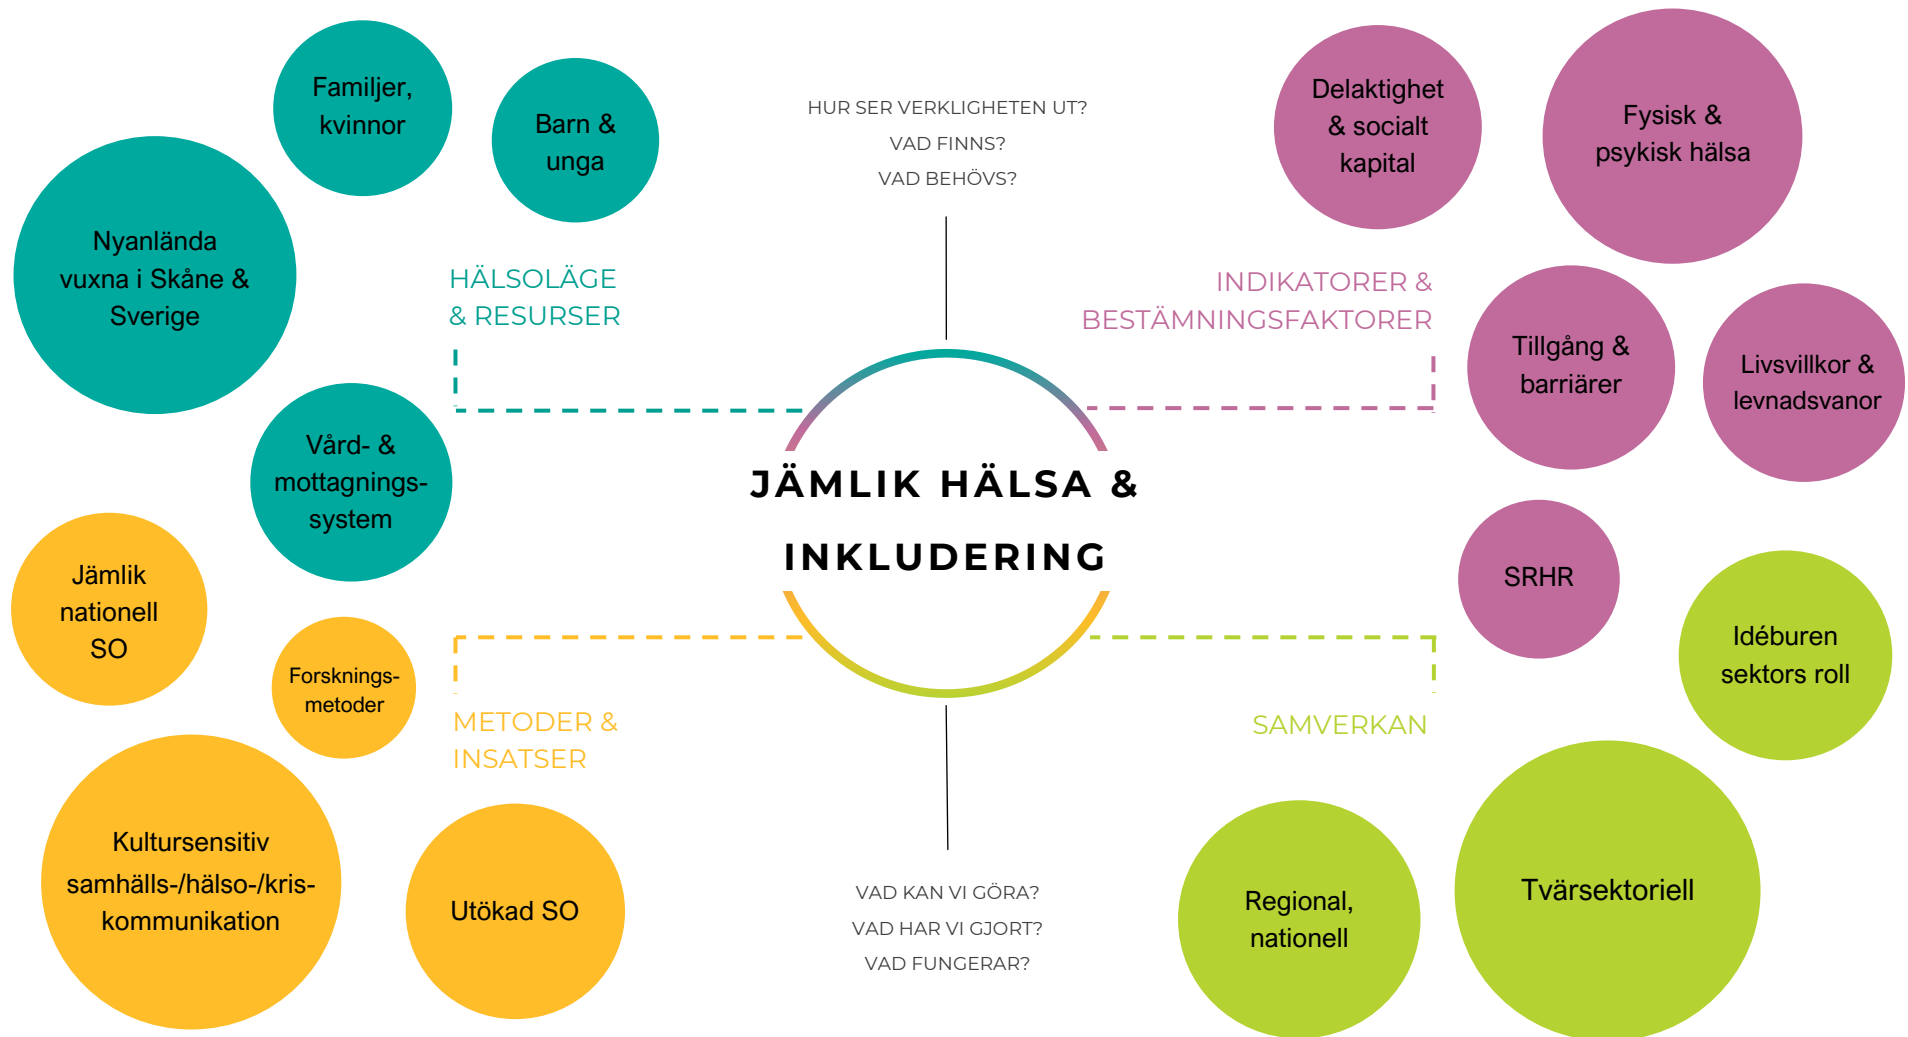 Familjer,
kvinnor
Barn &
unga
Nyanlända
vuxna i Skåne &
Sverige
HÄLSOLÄGE
& RESURSER
Vård- &
mottagnings-
system
HUR SER VERKLIGHETEN UT?
VAD FINNS?
VAD BEHÖVS?
Delaktighet
& socialt
kapital
Fysisk &
psykisk hälsa
INDIKATORER &
BESTÄMNINGSFAKTORER
Tillgång &
barriärer
Livsvillkor &
levnadsvanor
SRHR
JÄMLIK HÄLSA &
INKLUDERING
Jämlik
nationell
SO
Forsknings-
metoder
METODER &
INSATSER
Kultursensitiv
samhälls-/hälso-/kris-
kommunikation
Utökad SO
VAD KAN VI GÖRA?
VAD HAR VI GJORT?
VAD FUNGERAR?
SAMVERKAN
Idéburen
sektors roll
Regional,
nationell
Tvärsektoriell